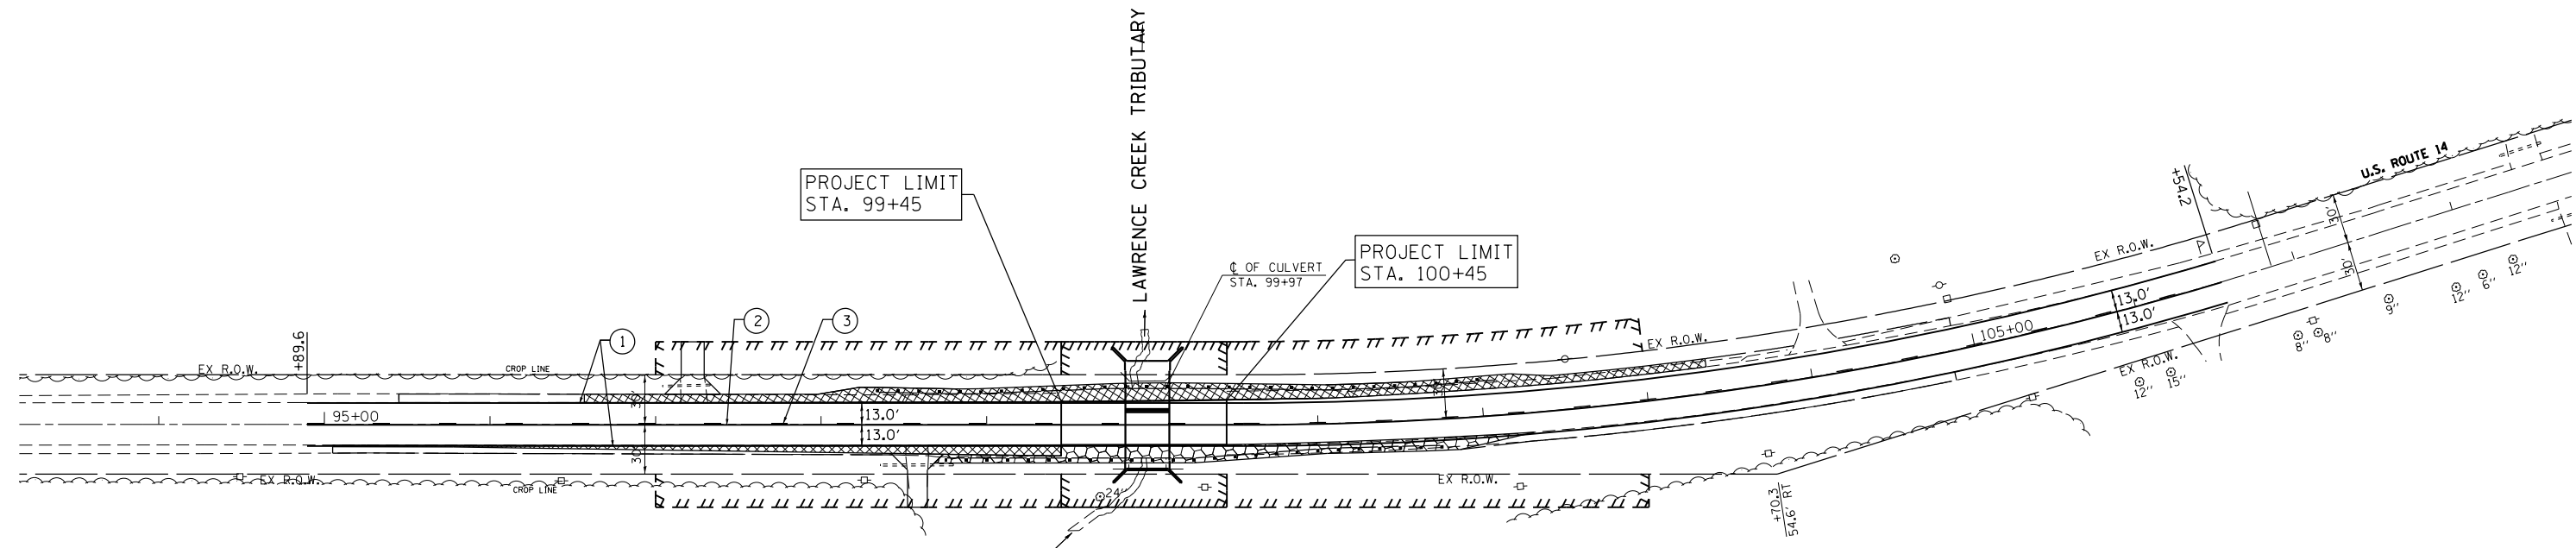 LAWRENCE CREEK TRIBUTARY
PROJECT LIMIT
STA. 99+45
PROJECT LIMIT
STA. 100+45
℄ OF CULVERT
STA. 99+97
U.S. ROUTE 14
+54.2
30'
30'
EX R.O.W.
12''
6''
12''
9''
8''
8''
13.0'
13.0'
105+00
EX R.O.W.
EX R.O.W.
12''
15''
1
2
3
+89.6
EX R.O.W.
CROP LINE
30'
95+00
13.0'
13.0'
30'
EX R.O.W.
CROP LINE
24''
EX R.O.W.
+70.3
54.6' RT